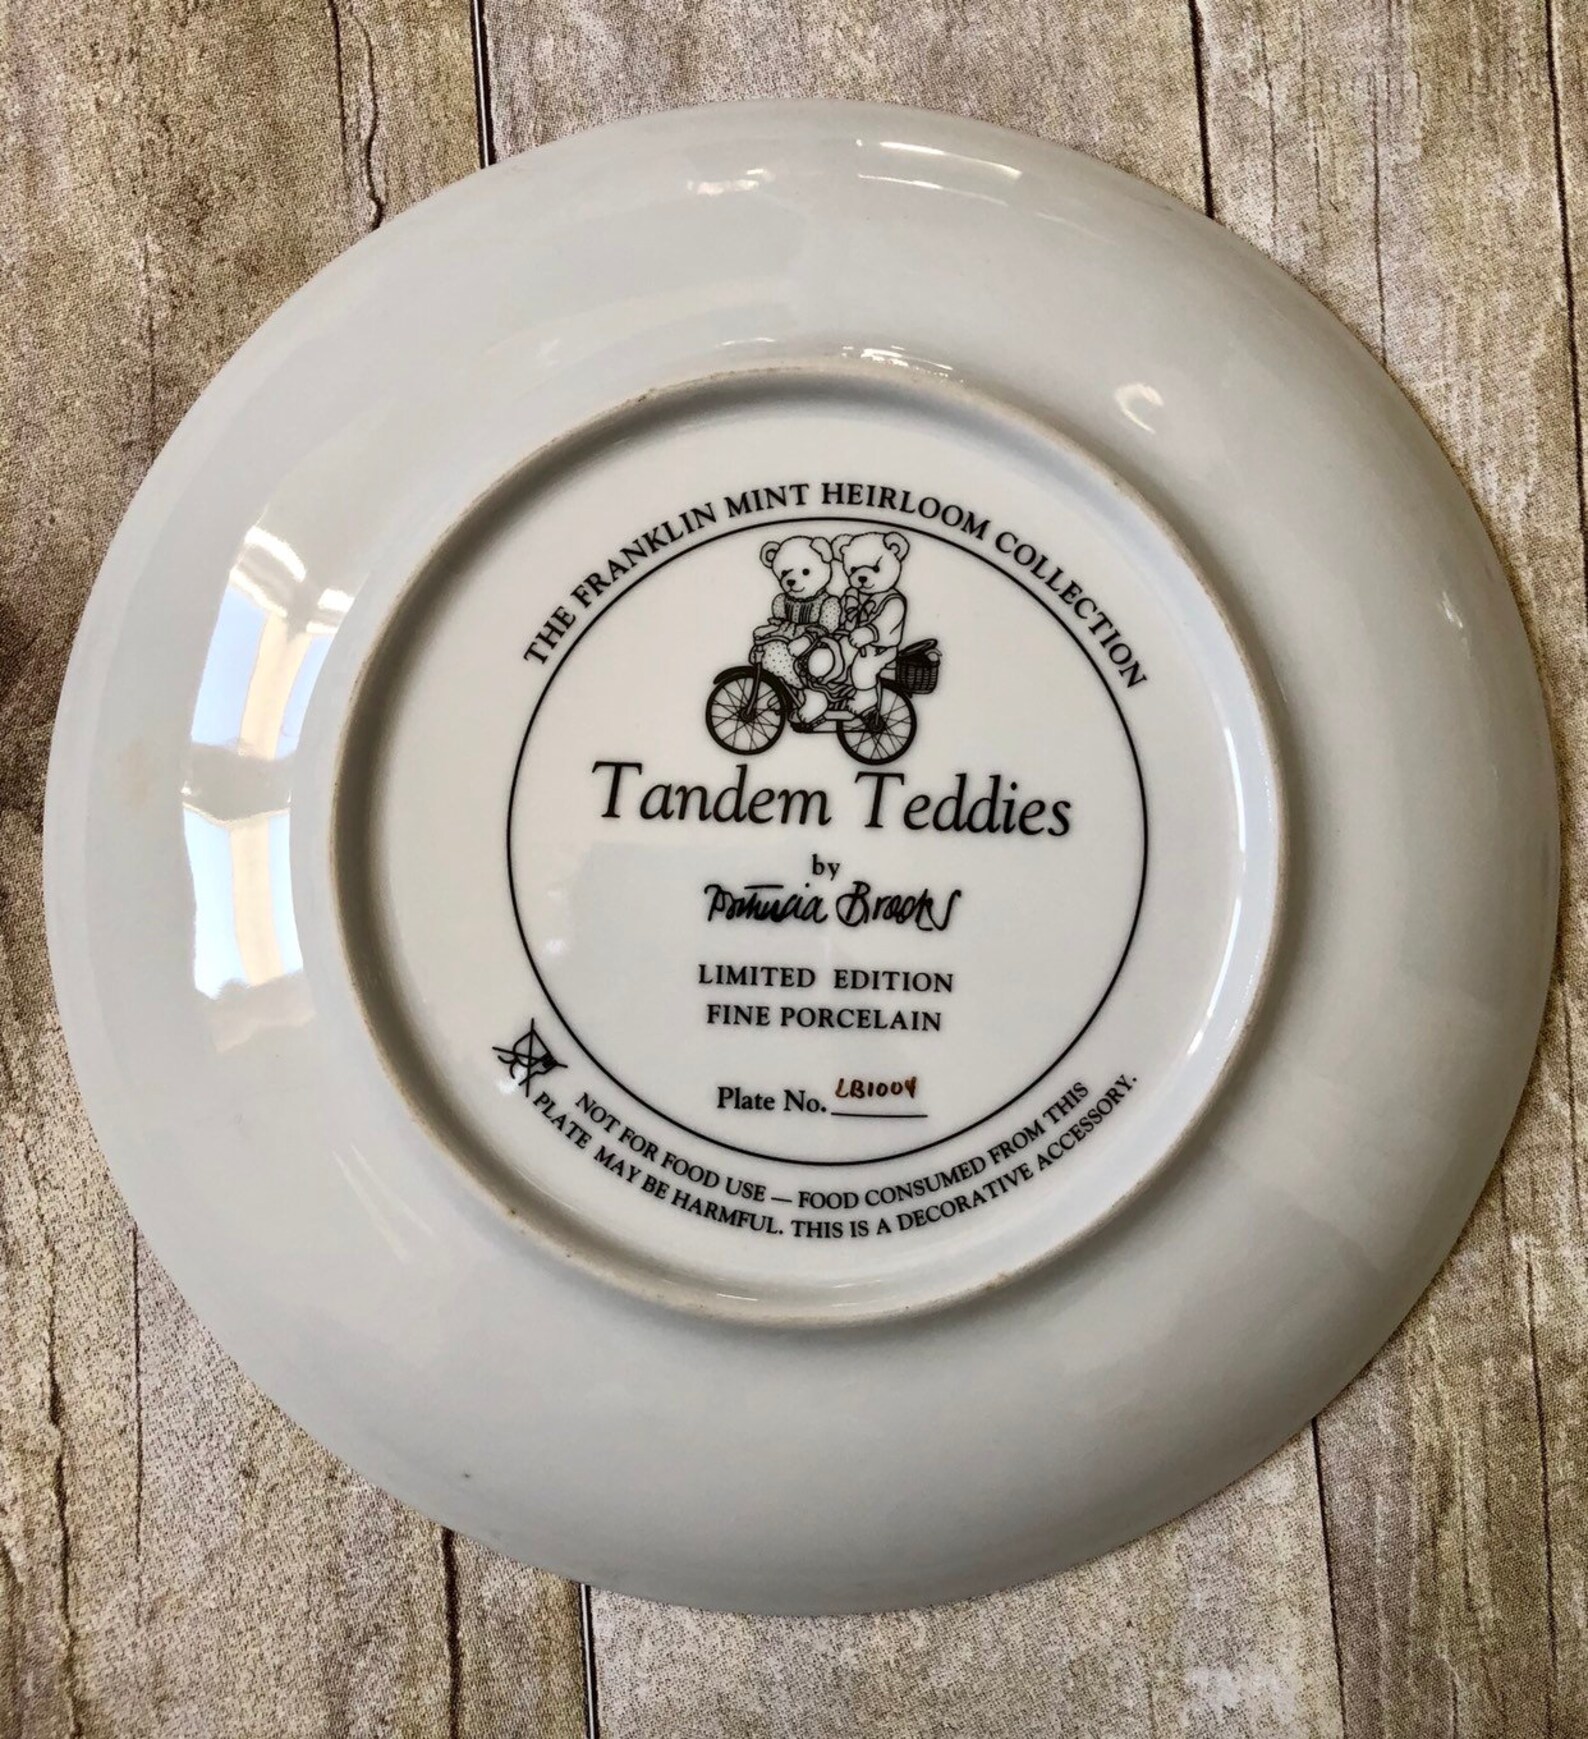 THE FRANKLIN MINT HEIRLOOM COLLECTION
Tandem Teddies
by
Patricia Brooks
LIMITED EDITION
FINE PORCELAIN
Plate No. LB1004
NOT FOR FOOD USE — FOOD CONSUMED FROM THIS
PLATE MAY BE HARMFUL. THIS IS A DECORATIVE ACCESSORY.